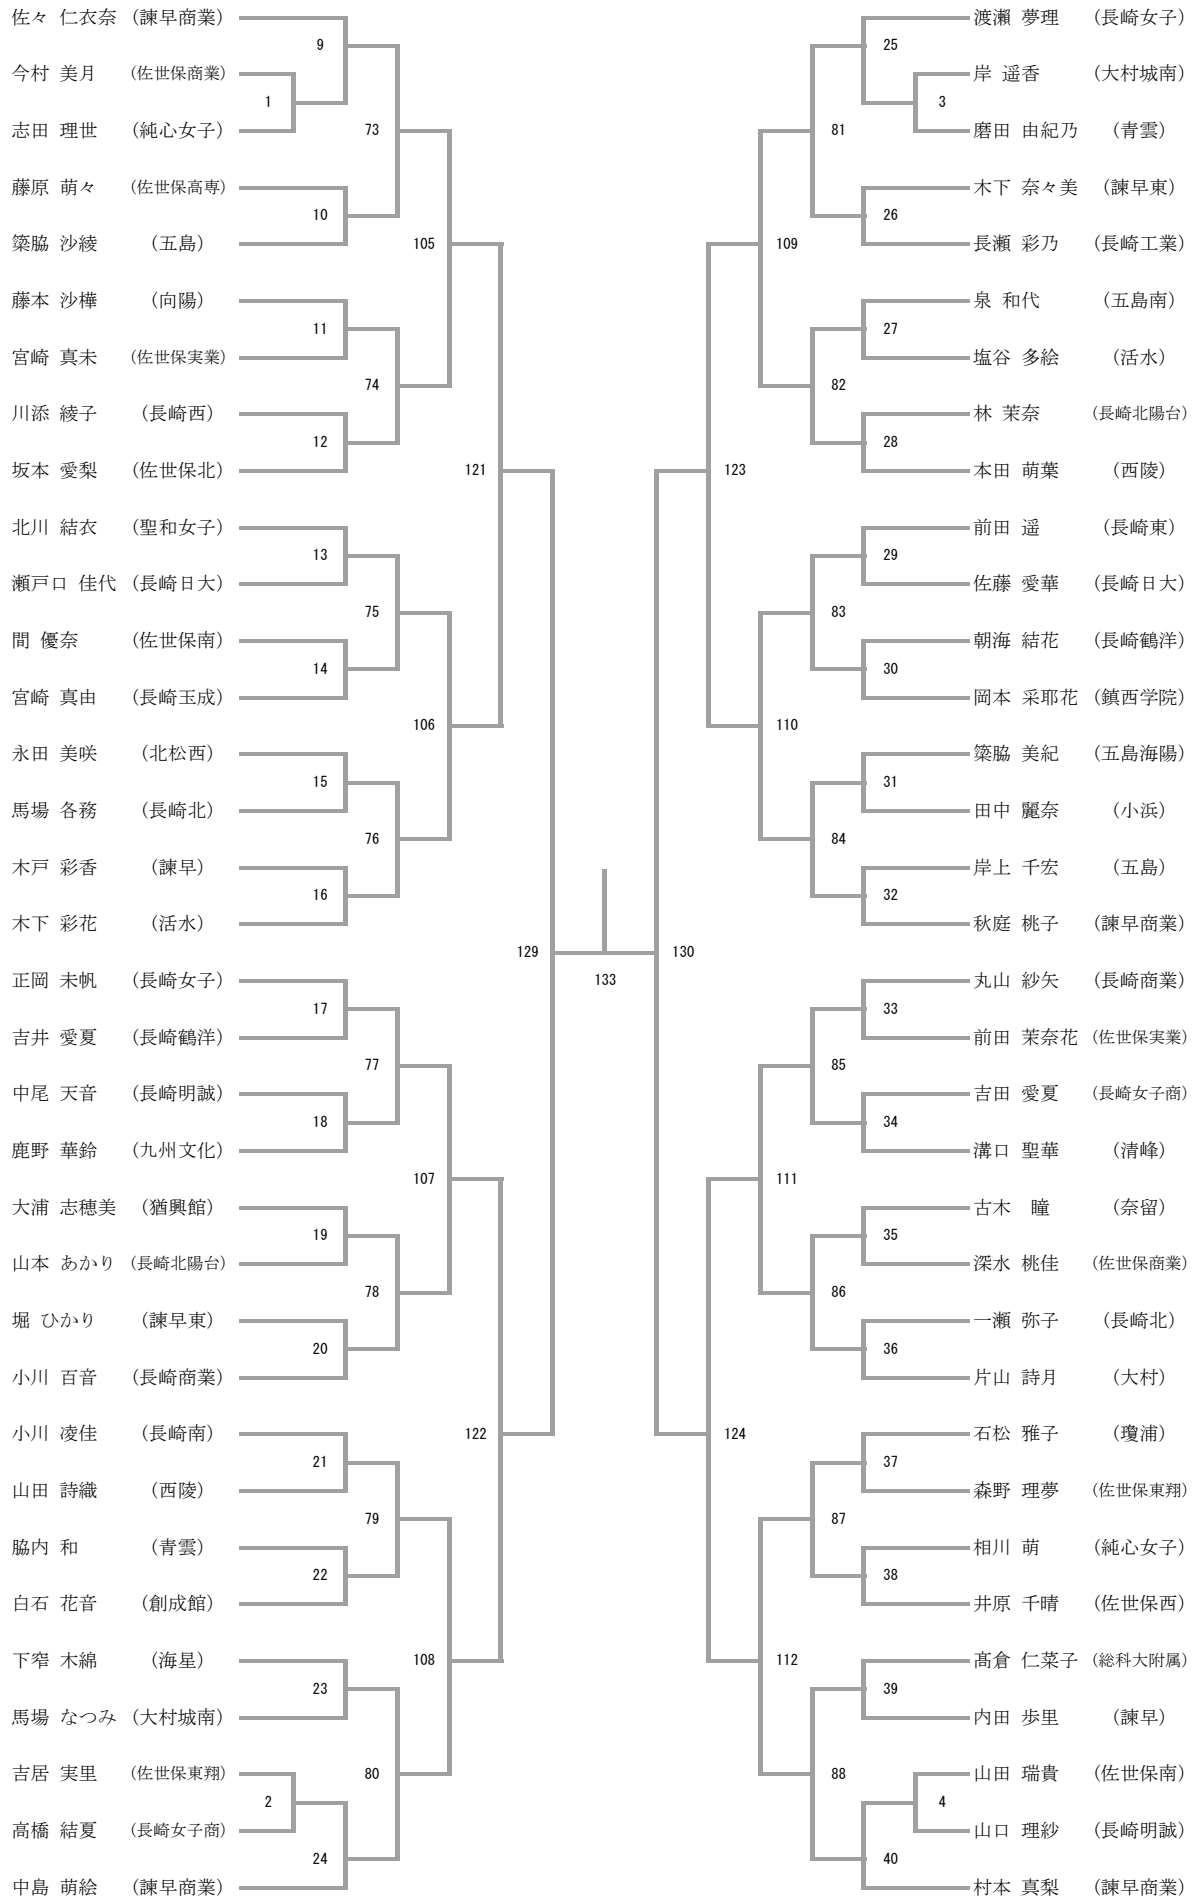 佐々 仁衣奈 （諫早商業）
9
今村 美月 （佐世保商業）
1
志田 理世 （純心女子）
73
藤原 萌々 （佐世保高専）
10
築脇 沙綾 （五島）
105
藤本 沙樺 （向陽）
11
宮崎 真未 （佐世保実業）
74
川添 綾子 （長崎西）
12
坂本 愛梨 （佐世保北）
121
北川 結衣 （聖和女子）
13
瀬戸口 佳代 （長崎日大）
75
間 優奈 （佐世保南）
14
宮崎 真由 （長崎玉成）
106
永田 美咲 （北松西）
15
馬場 各務 （長崎北）
76
木戸 彩香 （諫早）
16
木下 彩花 （活水）
129
正岡 未帆 （長崎女子）
17
吉井 愛夏 （長崎鶴洋）
77
中尾 天音 （長崎明誠）
18
鹿野 華鈴 （九州文化）
107
大浦 志穂美 （猶興館）
19
山本 あかり （長崎北陽台）
78
堀 ひかり （諫早東）
20
小川 百音 （長崎商業）
122
小川 凌佳 （長崎南）
21
山田 詩織 （西陵）
79
脇内 和 （青雲）
22
白石 花音 （創成館）
108
下窄 木綿 （海星）
23
馬場 なつみ （大村城南）
80
吉居 実里 （佐世保東翔）
2
高橋 結夏 （長崎女子商）
24
中島 萌絵 （諫早商業）
133
渡瀬 夢理 （長崎女子）
25
岸 遥香 （大村城南）
3
磨田 由紀乃 （青雲）
81
木下 奈々美 （諫早東）
26
長瀬 彩乃 （長崎工業）
109
泉 和代 （五島南）
27
塩谷 多絵 （活水）
82
林 茉奈 （長崎北陽台）
28
本田 萌葉 （西陵）
123
前田 遥 （長崎東）
29
佐藤 愛華 （長崎日大）
83
朝海 結花 （長崎鶴洋）
30
岡本 采耶花 （鎮西学院）
110
築脇 美紀 （五島海陽）
31
田中 麗奈 （小浜）
84
岸上 千宏 （五島）
32
秋庭 桃子 （諫早商業）
130
丸山 紗矢 （長崎商業）
33
前田 茉奈花 （佐世保実業）
85
吉田 愛夏 （長崎女子商）
34
溝口 聖華 （清峰）
111
古木 瞳 （奈留）
35
深水 桃佳 （佐世保商業）
86
一瀬 弥子 （長崎北）
36
片山 詩月 （大村）
124
石松 雅子 （瓊浦）
37
森野 理夢 （佐世保東翔）
87
相川 萌 （純心女子）
38
井原 千晴 （佐世保西）
112
髙倉 仁菜子 （総科大附属）
39
内田 歩里 （諫早）
88
山田 瑞貴 （佐世保南）
4
山口 理紗 （長崎明誠）
40
村本 真梨 （諫早商業）